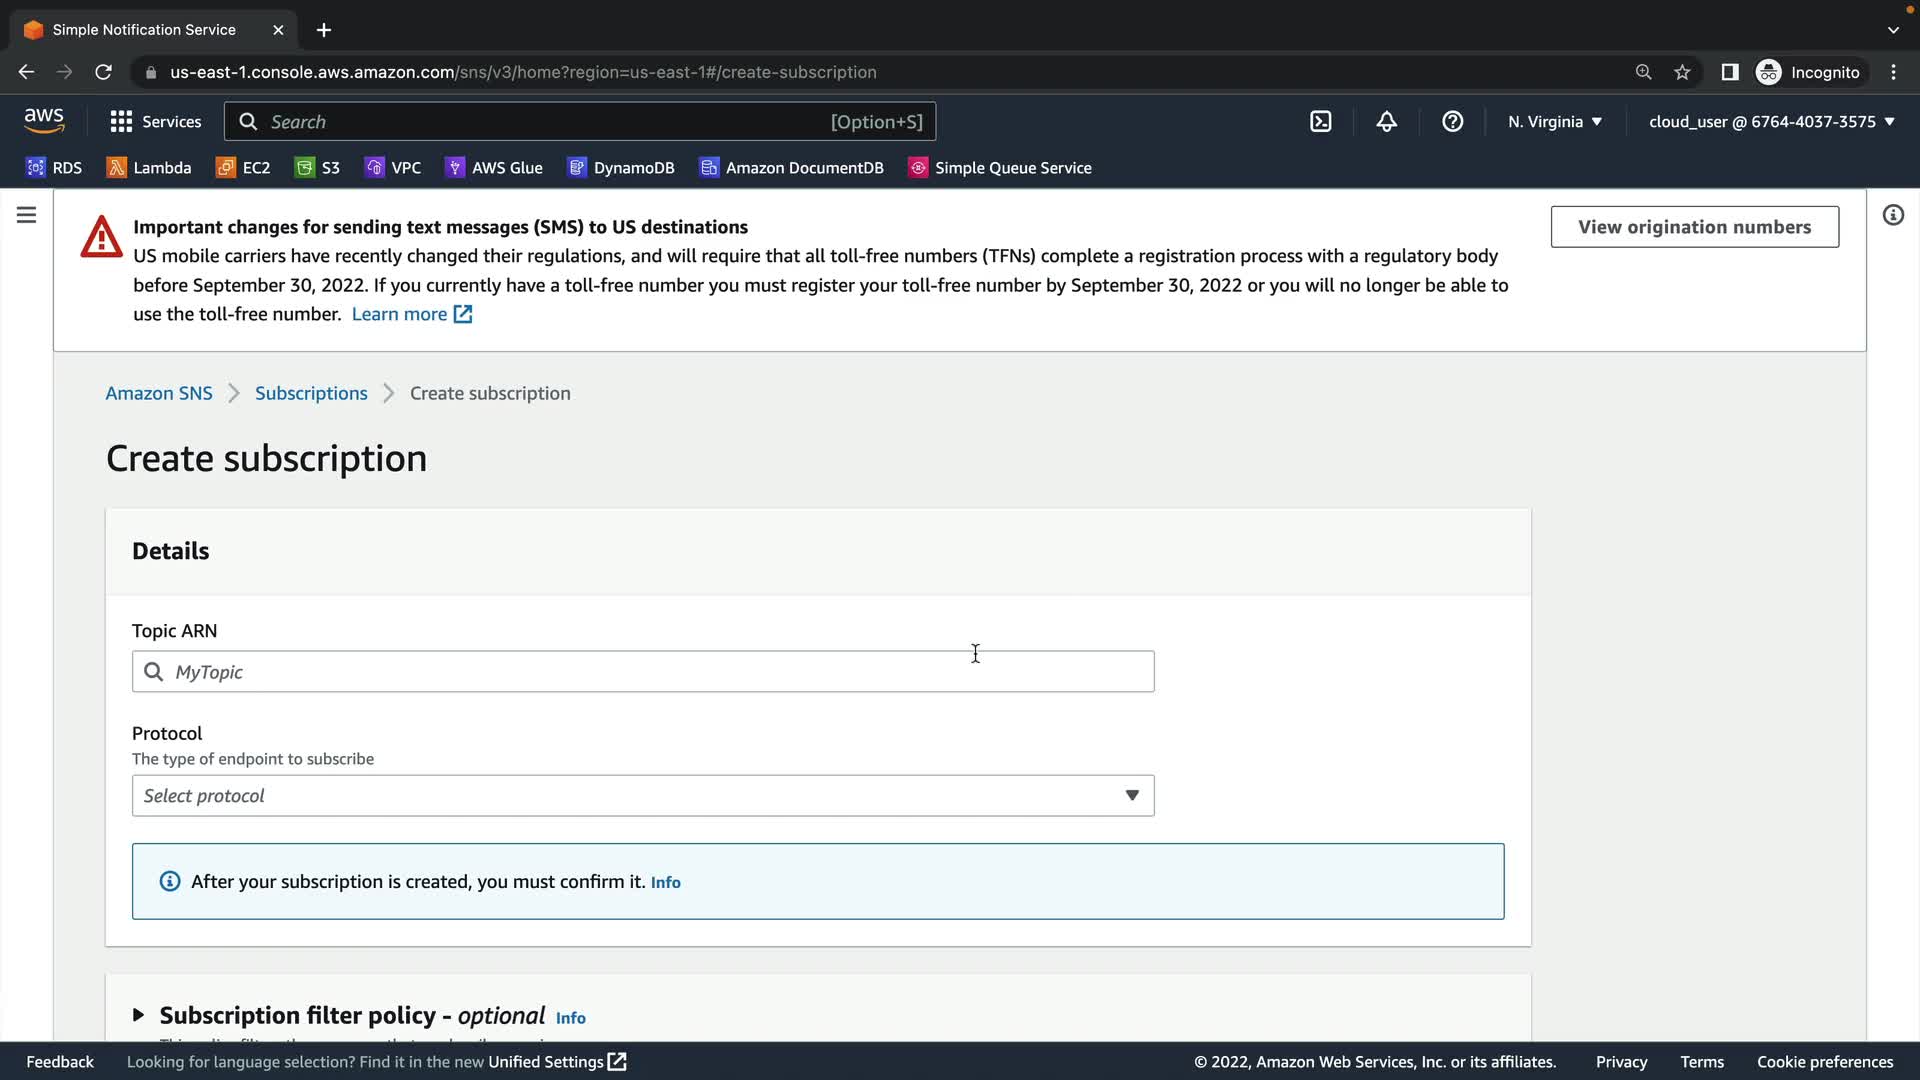 Simple Notification Service
us-east-1.console.aws.amazon.com/sns/v3/home?region=us-east-1#/create-subscription
Incognito
aws
Services
Search
[Option+S]
N. Virginia
cloud_user @ 6764-4037-3575
RDS
Lambda
EC2
S3
VPC
AWS Glue
DynamoDB
Amazon DocumentDB
Simple Queue Service
Important changes for sending text messages (SMS) to US destinations
View origination numbers
US mobile carriers have recently changed their regulations, and will require that all toll-free numbers (TFNs) complete a registration process with a regulatory body
before September 30, 2022. If you currently have a toll-free number you must register your toll-free number by September 30, 2022 or you will no longer be able to
use the toll-free number. Learn more
Amazon SNS
Subscriptions
Create subscription
Create subscription
Details
Topic ARN
MyTopic
Protocol
The type of endpoint to subscribe
Select protocol
After your subscription is created, you must confirm it. Info
Subscription filter policy - optional Info
Feedback
Looking for language selection? Find it in the new Unified Settings
© 2022, Amazon Web Services, Inc. or its affiliates.
Privacy
Terms
Cookie preferences